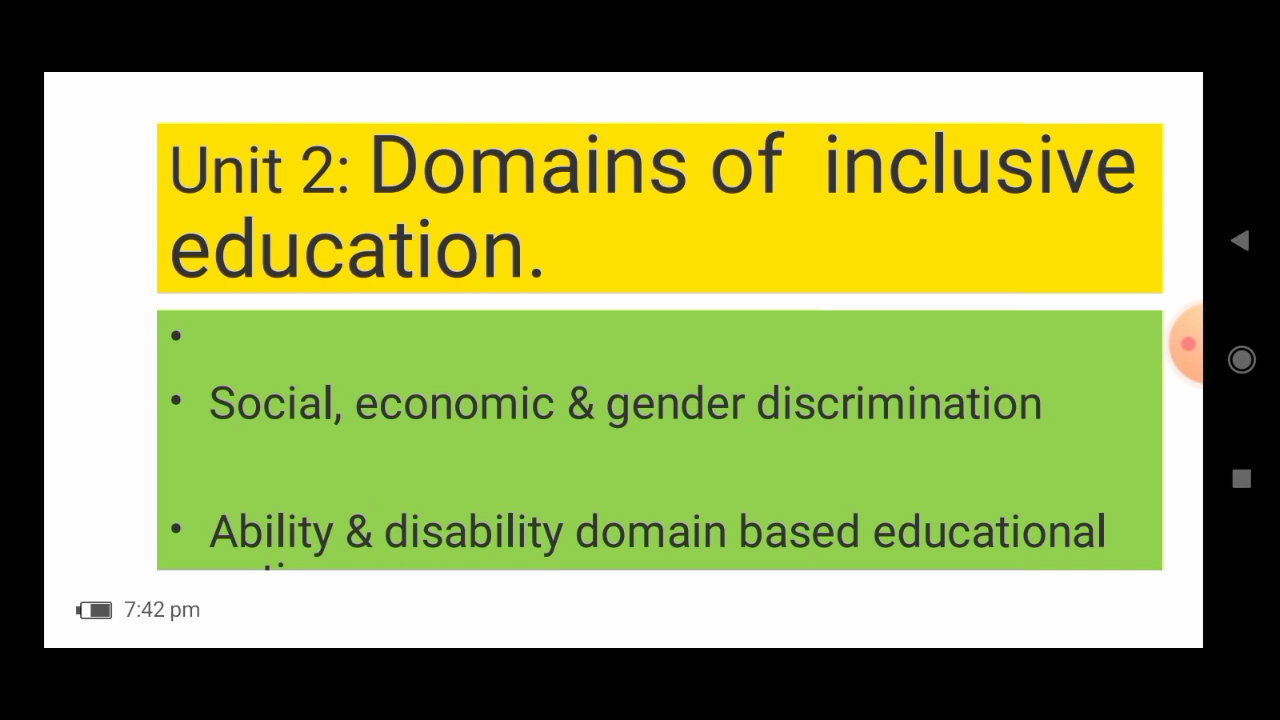 Unit 2: Domains of inclusive
education.
•
• Social, economic & gender discrimination
• Ability & disability domain based educational
7:42 pm